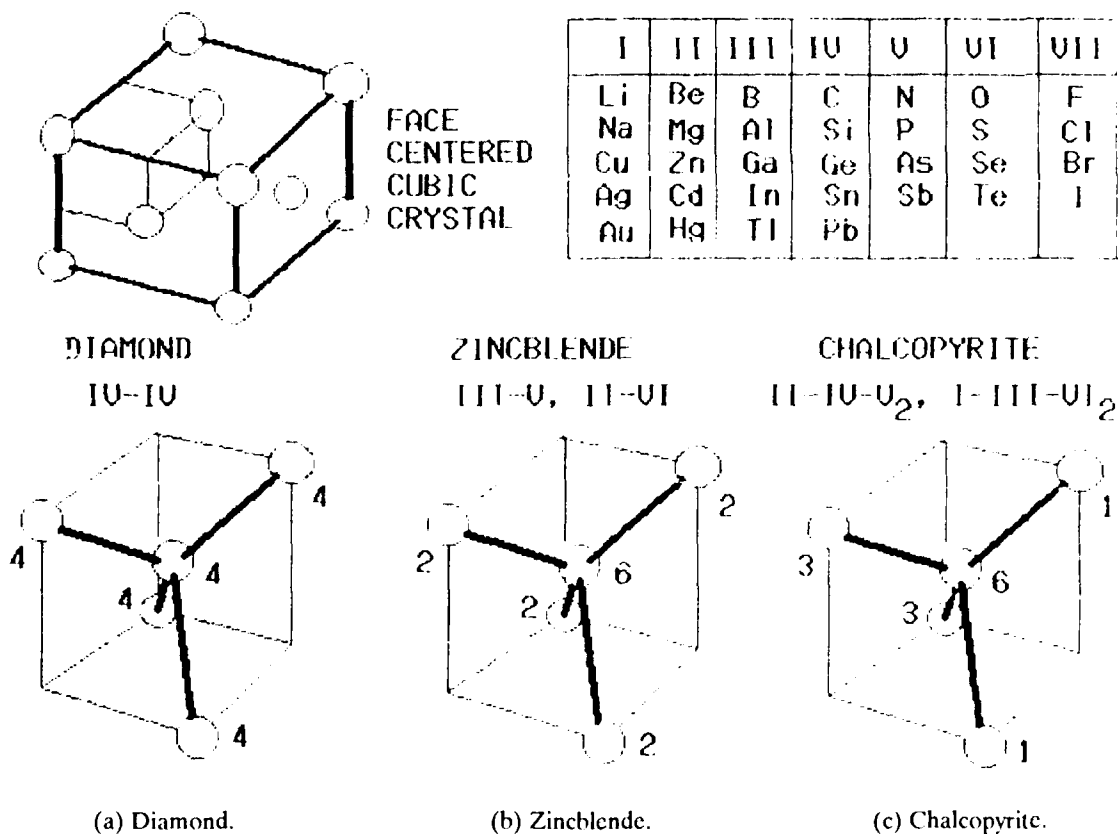 FACE
CENTERED
CUBIC
CRYSTAL
I II III IV V VI VII
Li Be B C N O F
Na Mg Al Si P S Cl
Cu Zn Ga Ge As Se Br
Ag Cd In Sn Sb Te I
Au Hg Tl Pb
DIAMOND ZINCBLENDE CHALCOPYRITE
IV-IV III-V, II-VI II-IV-V2, I-III-VI2
4 4 4 4 4
2 2 6 2 2
1 3 6 3 1
(a) Diamond. (b) Zincblende. (c) Chalcopyrite.